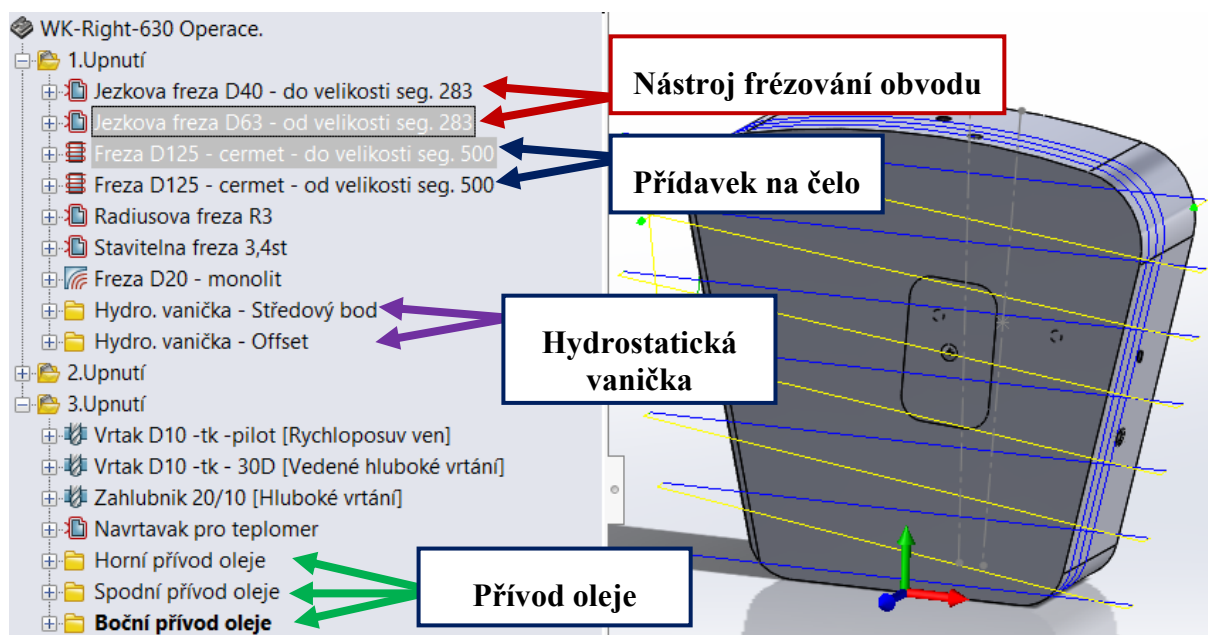 WK-Right-630 Operace.
1.Upnutí
Jezkova freza D40 - do velikosti seg. 283
Jezkova freza D63 - od velikosti seg. 283
Freza D125 - cermet - do velikosti seg. 500
Freza D125 - cermet - od velikosti seg. 500
Radiusova freza R3
Stavitelna freza 3,4st
Freza D20 - monolit
Hydro. vanička - Středový bod
Hydro. vanička - Offset
2.Upnutí
3.Upnutí
Vrtak D10 -tk -pilot [Rychloposuv ven]
Vrtak D10 -tk - 30D [Vedené hluboké vrtání]
Zahlubnik 20/10 [Hluboké vrtání]
Navrtavak pro teplomer
Horní přívod oleje
Spodní přívod oleje
Boční přívod oleje
Nástroj frézování obvodu
Přídavek na čelo
Hydrostatická
vanička
Přívod oleje